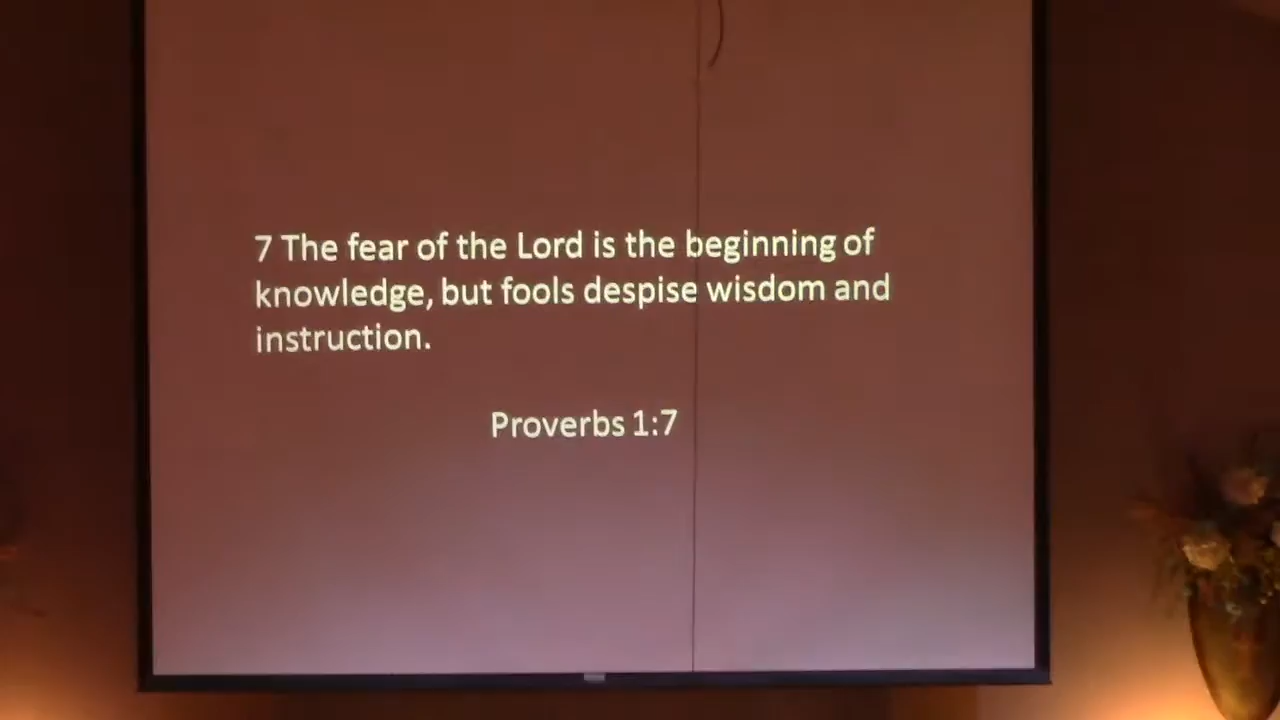 7 The fear of the Lord is the beginning of
knowledge, but fools despise wisdom and
instruction.
Proverbs 1:7